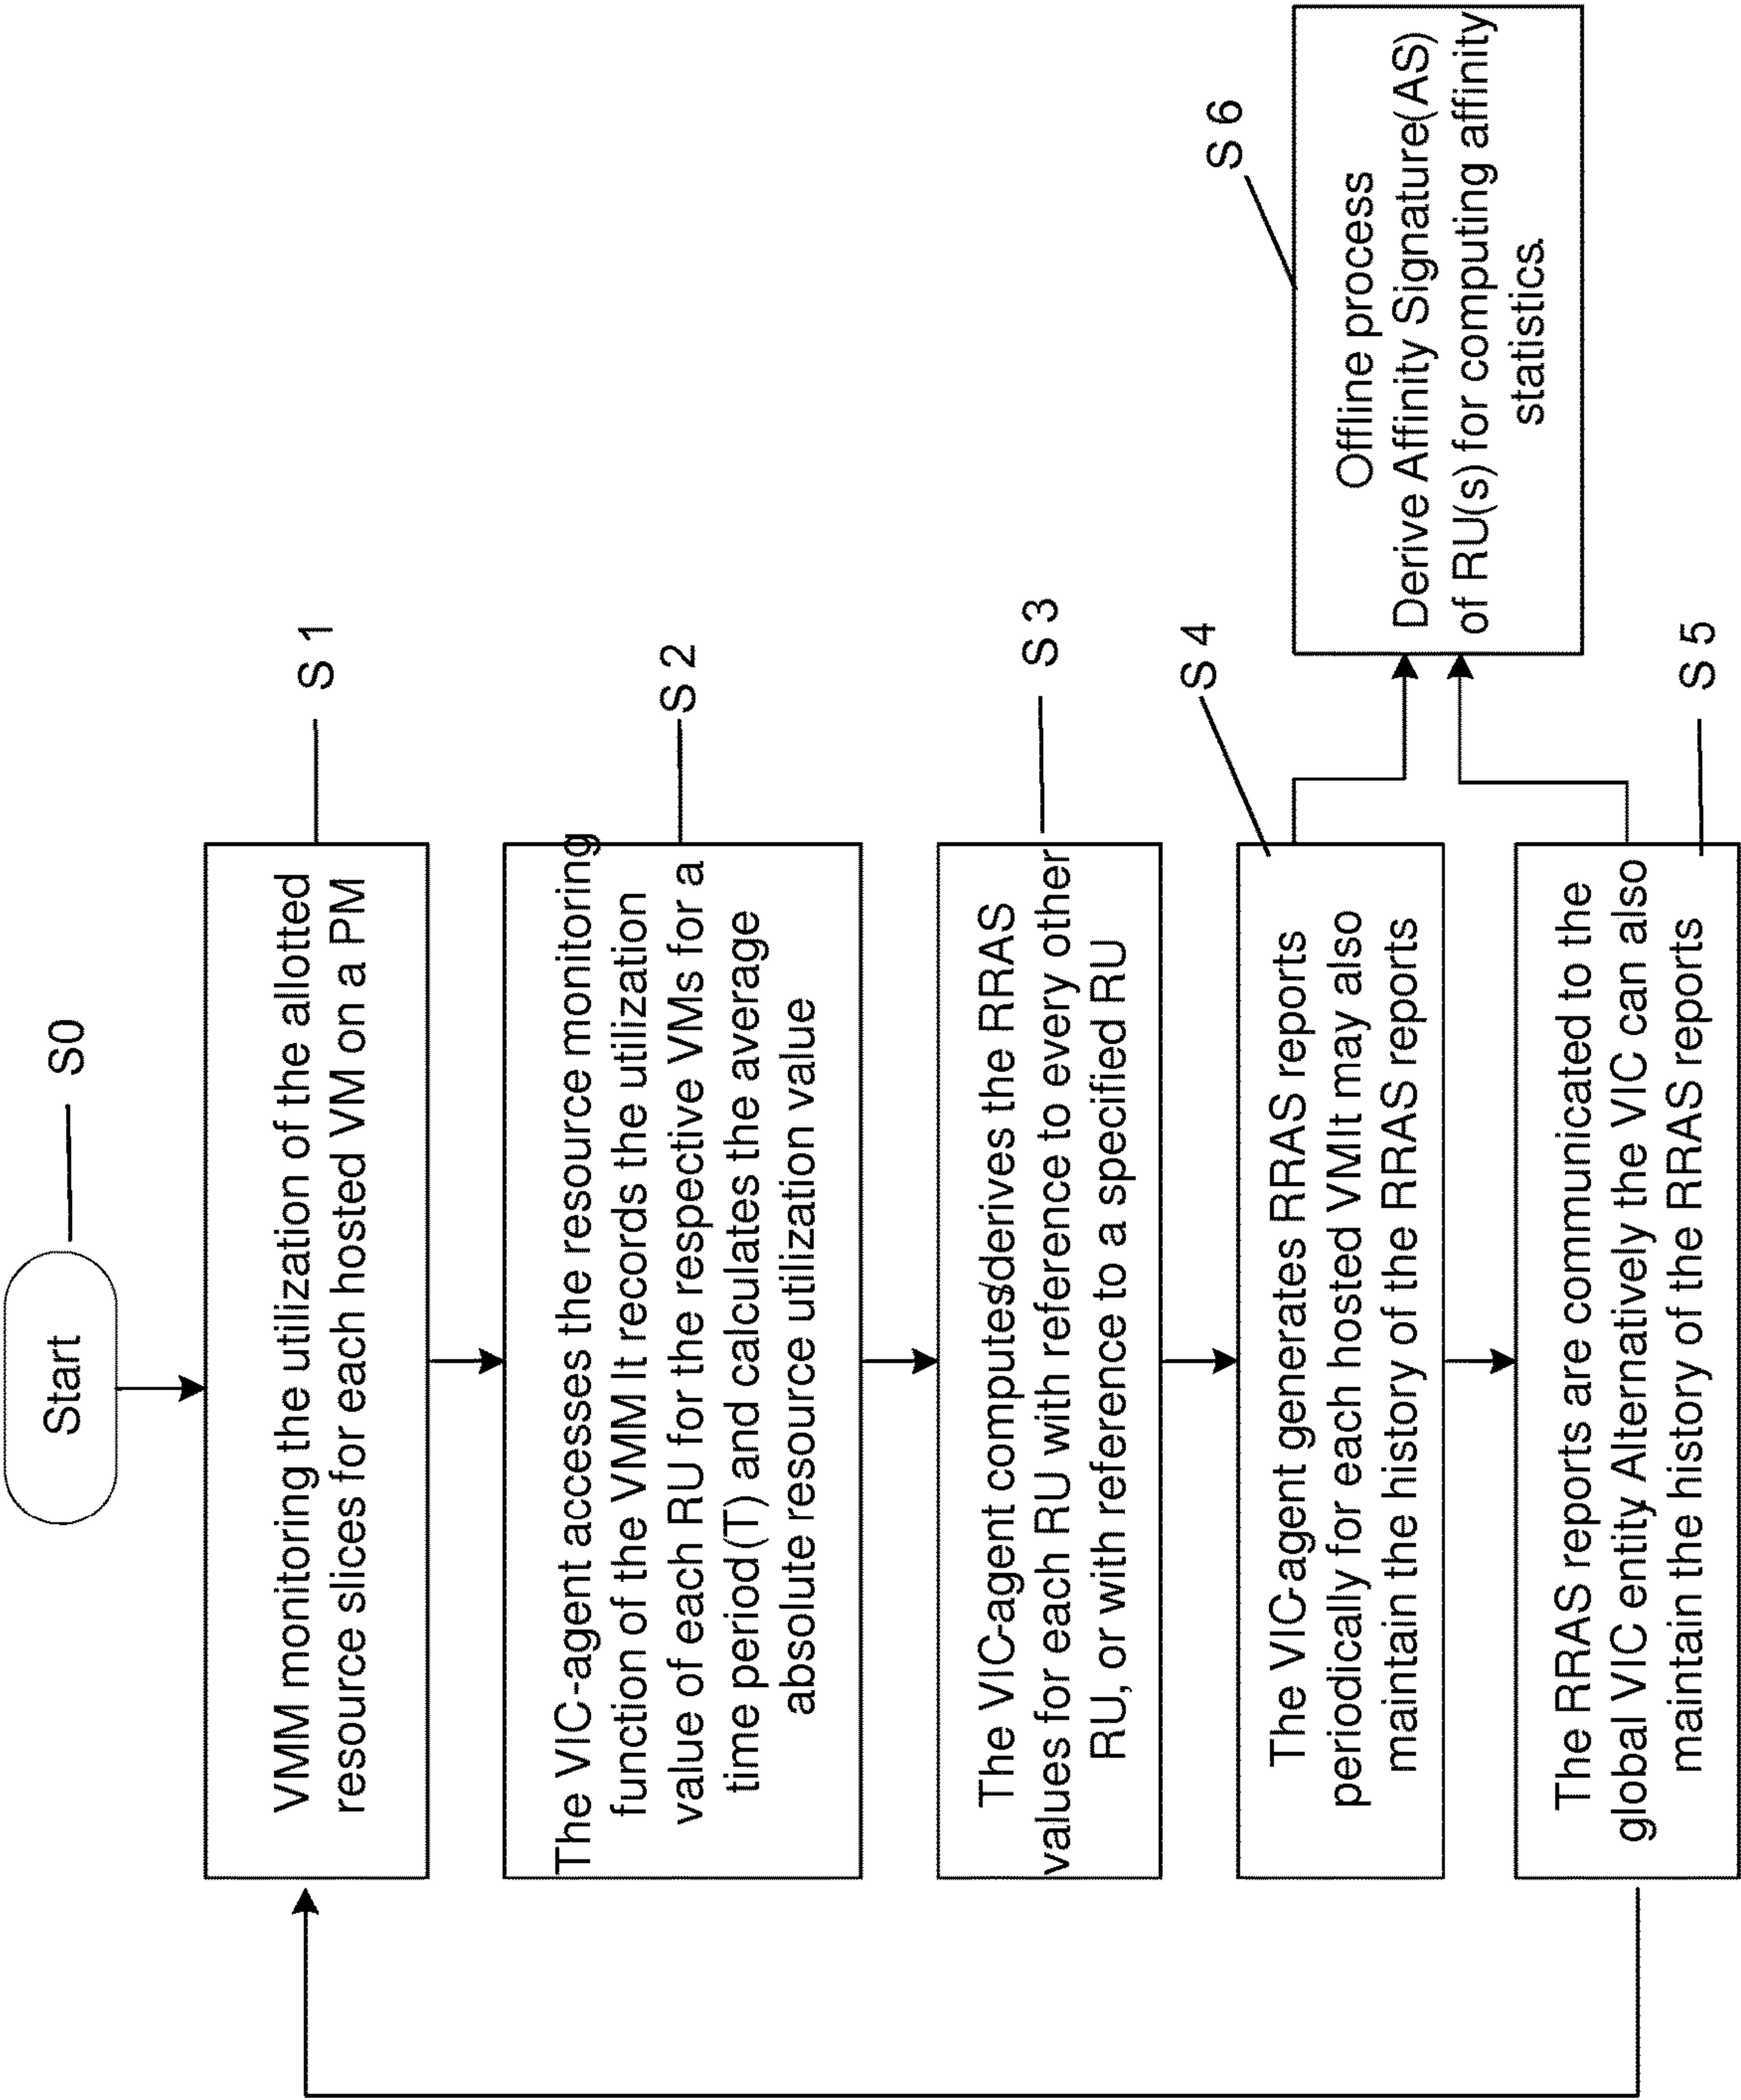 Start
S0
VMM monitoring the utilization of the allotted
resource slices for each hosted VM on a PM
S 1
The VIC-agent accesses the resource monitoring
function of the VMM It records the utilization
value of each RU for the respective VMs for a
time period(T) and calculates the average
absolute resource utilization value
S 2
The VIC-agent computes/derives the RRAS
values for each RU with reference to every other
RU, or with reference to a specified RU
S 3
The VIC-agent generates RRAS reports
periodically for each hosted VMIt may also
maintain the history of the RRAS reports
S 4
The RRAS reports are communicated to the
global VIC entity Alternatively the VIC can also
maintain the history of the RRAS reports
S 5
Offline process
Derive Affinity Signature(AS)
of RU(s) for computing affinity
statistics.
S 6